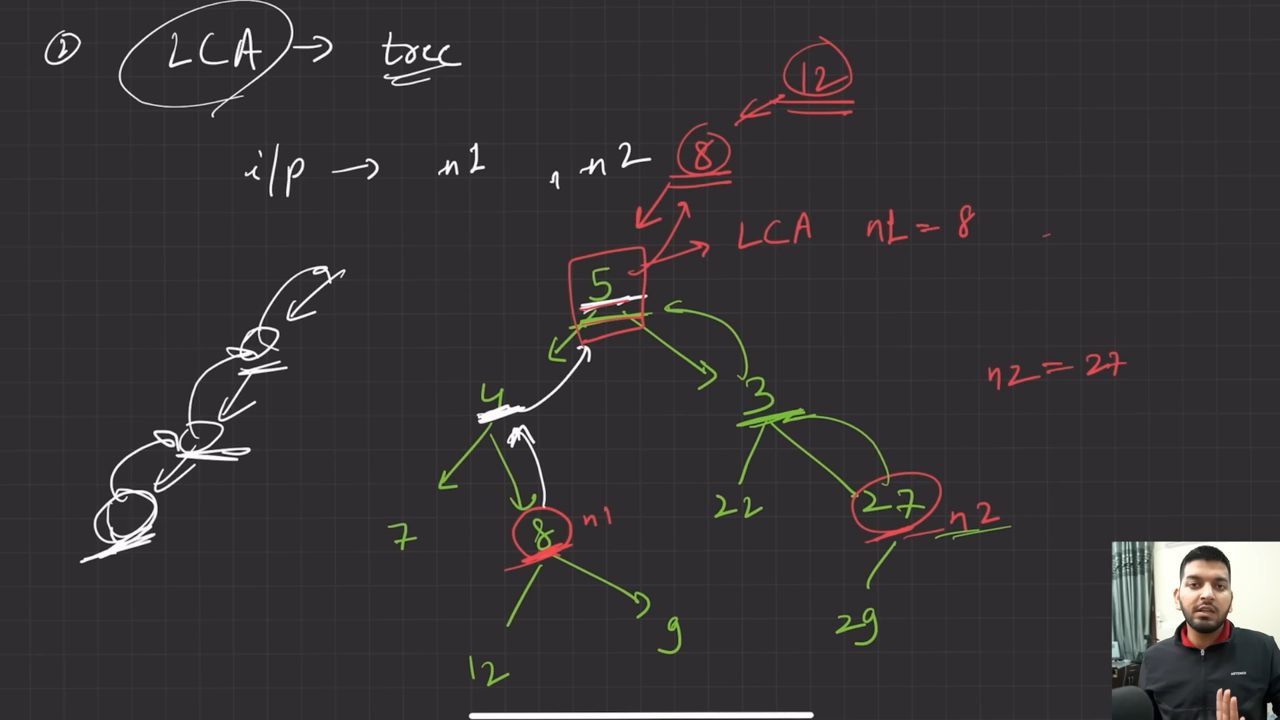 ① LCA → tree
12
i/p → n1 , n2
8
LCA n1 = 8
5
n2 = 27
4 3
7 8 n1 22 27 n2
12 9 29